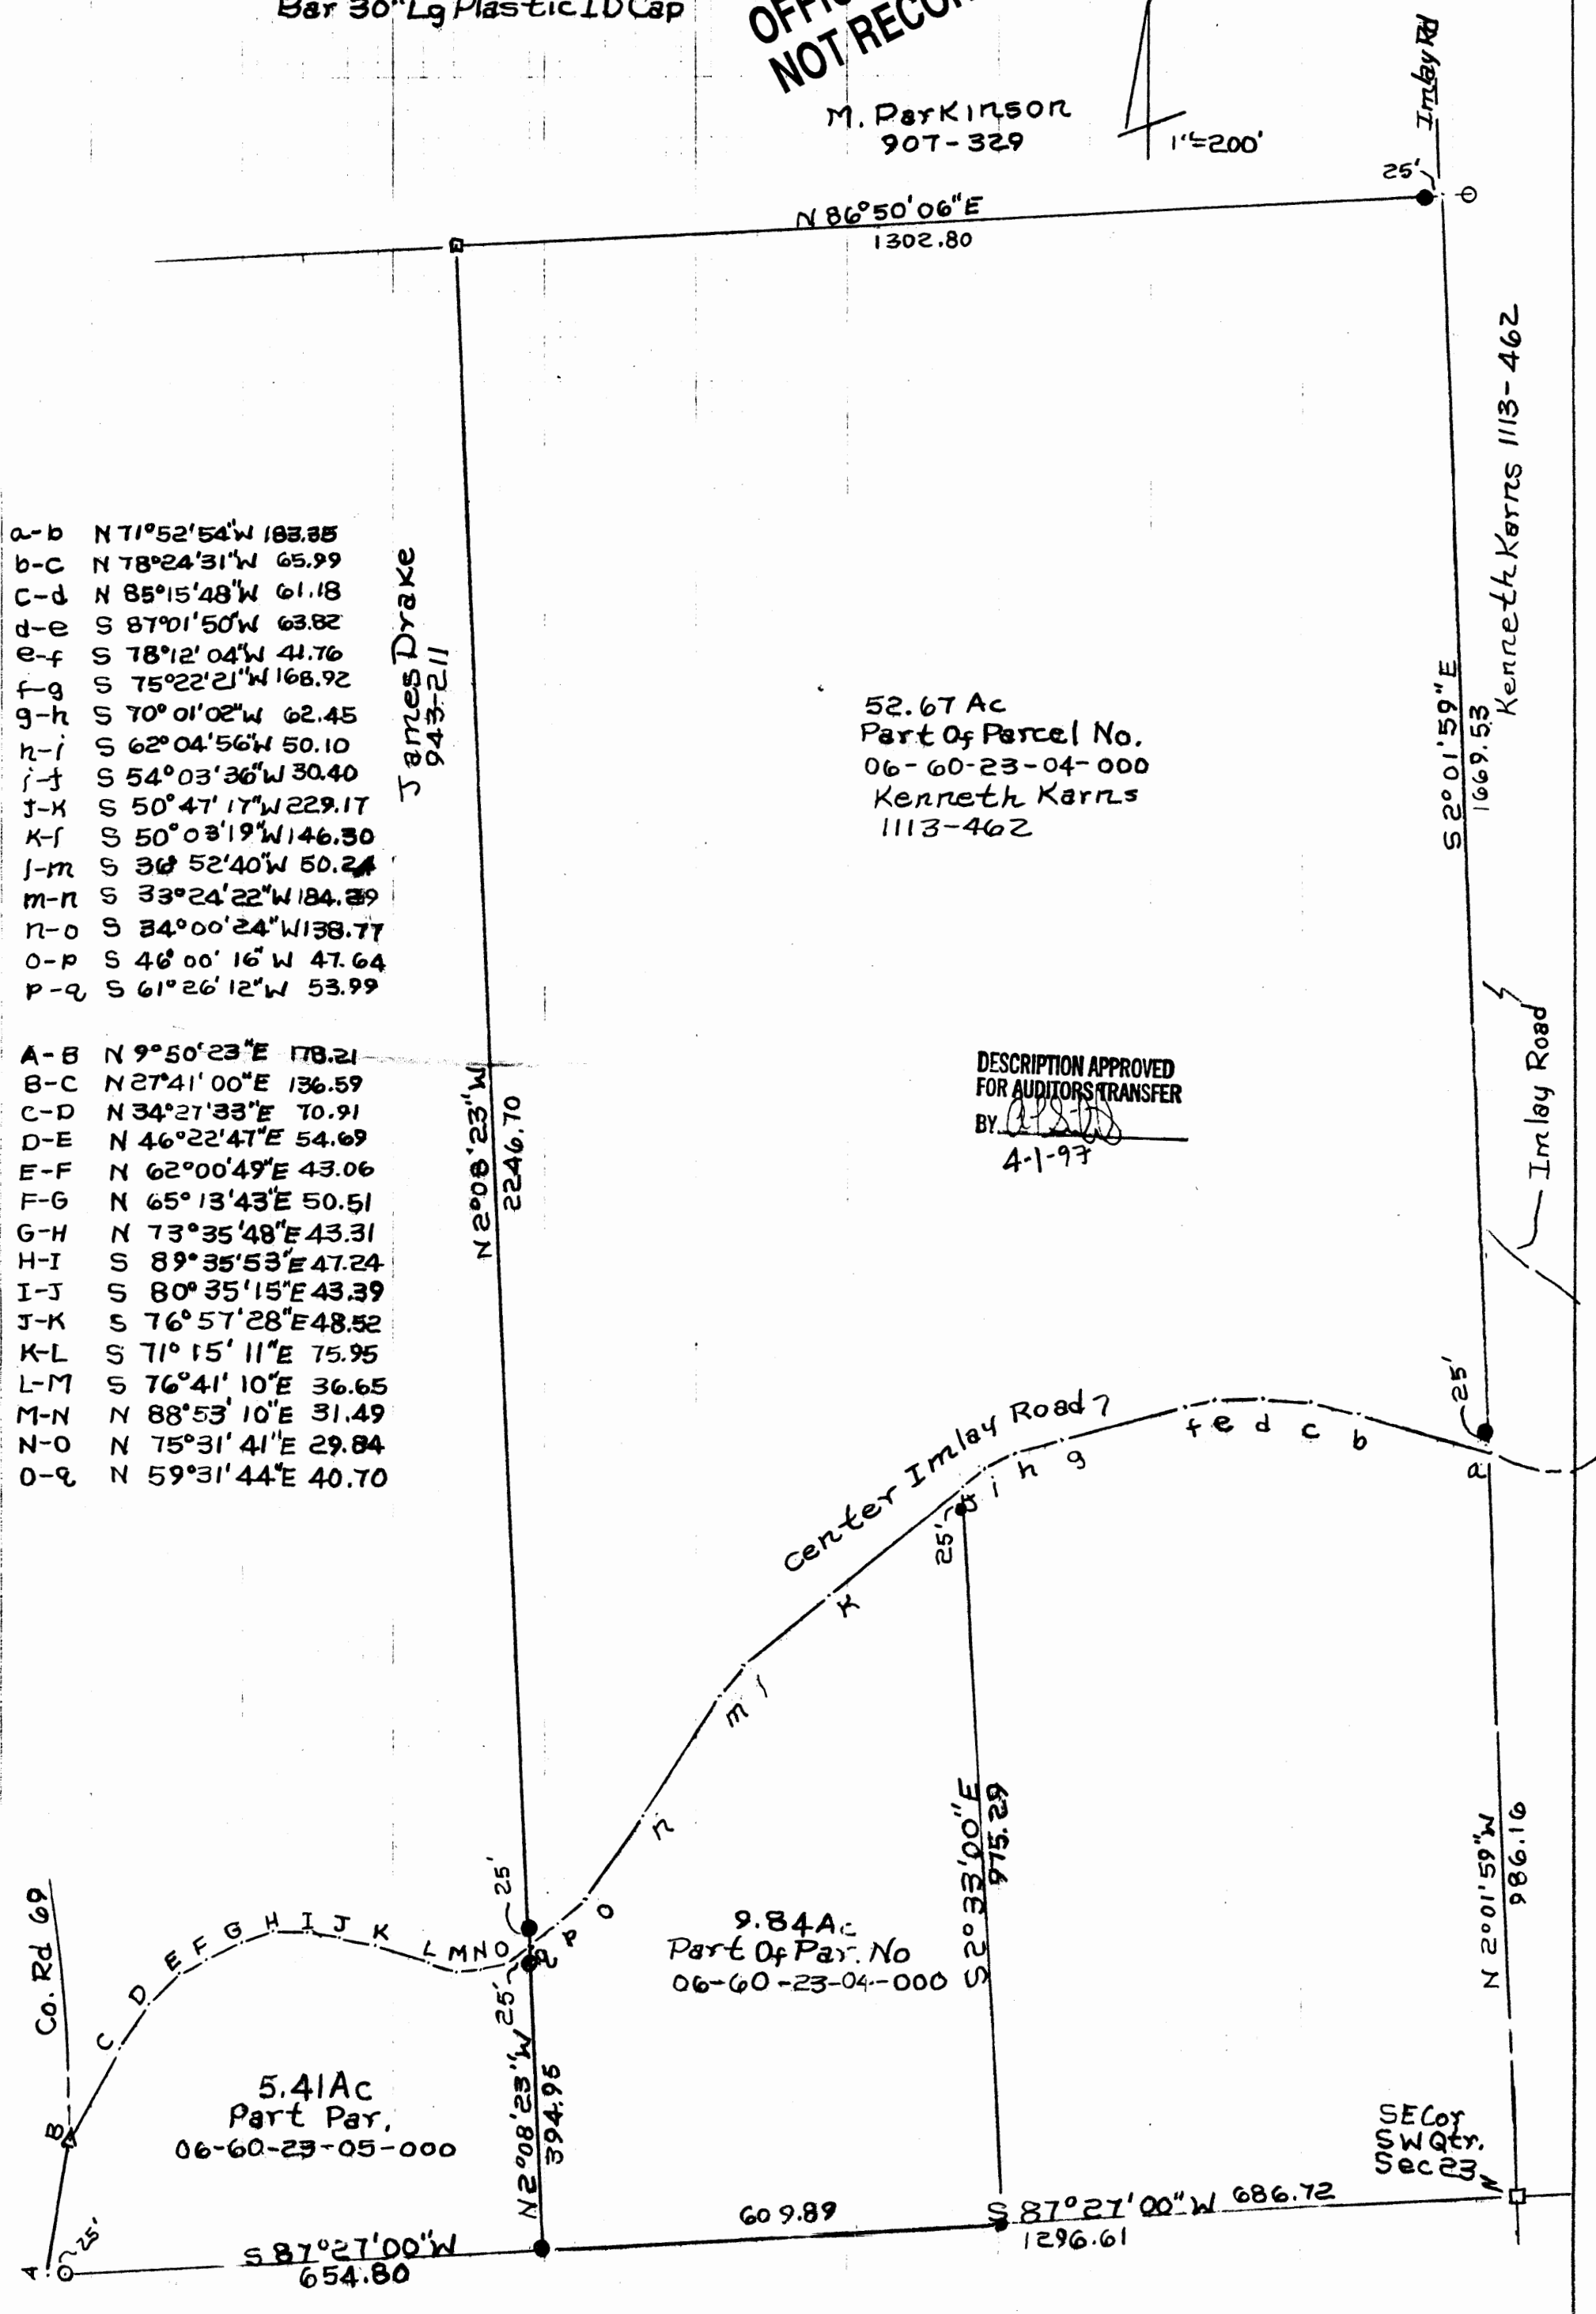 Bar 30" Lg Plastic ID Cap
NOT RECOR
M. Parkinson
907-329
1"=200'
Imlay Rd
25'
N 86°50'06"E
1302.80
Kenneth Karns 1113-462
S 2°01'59"E
1669.53
James Drake
943-211
a-b N 71°52'54"W 183.35
b-c N 78°24'31"W 65.99
c-d N 85°15'48"W 61.18
d-e S 87°01'50"W 63.82
e-f S 78°12'04"W 41.76
f-g S 75°22'21"W 168.92
g-h S 70°01'02"W 62.45
h-i S 62°04'56"W 50.10
i-j S 54°03'36"W 30.40
J-K S 50°47'17"W 229.17
K-l S 50°03'19"W 146.30
l-m S 36° 52'40"W 50.24
m-n S 33°24'22"W
n-o S 34°00'24"W 138.77
o-p S 46°00'16"W 47.64
p-q S 61°26'12"W 53.99
A-B N 9°50'23"E 178.21
B-C N 27°41'00"E 136.59
C-D N 34°27'33"E 70.91
D-E N 46°22'47"E 54.69
E-F N 62°00'49"E 43.06
F-G N 65°13'43"E 50.51
G-H N 73°35'48"E 43.31
H-I S 89°35'53"E 47.24
I-J S 80°35'15"E 43.39
J-K S 76°57'28"E 48.52
K-L S 71°15'11"E 75.95
L-M S 76°41'10"E 36.65
M-N N 88°53'10"E 31.49
N-O N 75°31'41"E 29.84
O-q N 59°31'44"E 40.70
52.67 Ac
Part Of Parcel No.
06-60-23-04-000
Kenneth Karns
1113-462
N 2°08'23"W
2246.70
DESCRIPTION APPROVED
FOR AUDITORS TRANSFER
BY
4-1-97
Imlay Road
25'
center Imlay Road
f e d c b a
j i h g
25'
K
m l
n
o
p
q
25'
25'
S 2°33'00"E
975.29
N 2°01'59"W
986.16
Co. Rd 69
A B C D E F G H I J K L M N O
9.84 Ac
Part Of Par. No
06-60-23-04-000
N 2°08'23"W
394.95
5.41 Ac
Part Par.
06-60-23-05-000
SE Cor
SW Qtr.
Sec 23
25'
S 87°27'00"W
654.80
609.89
S 87°27'00"W 686.72
1296.61